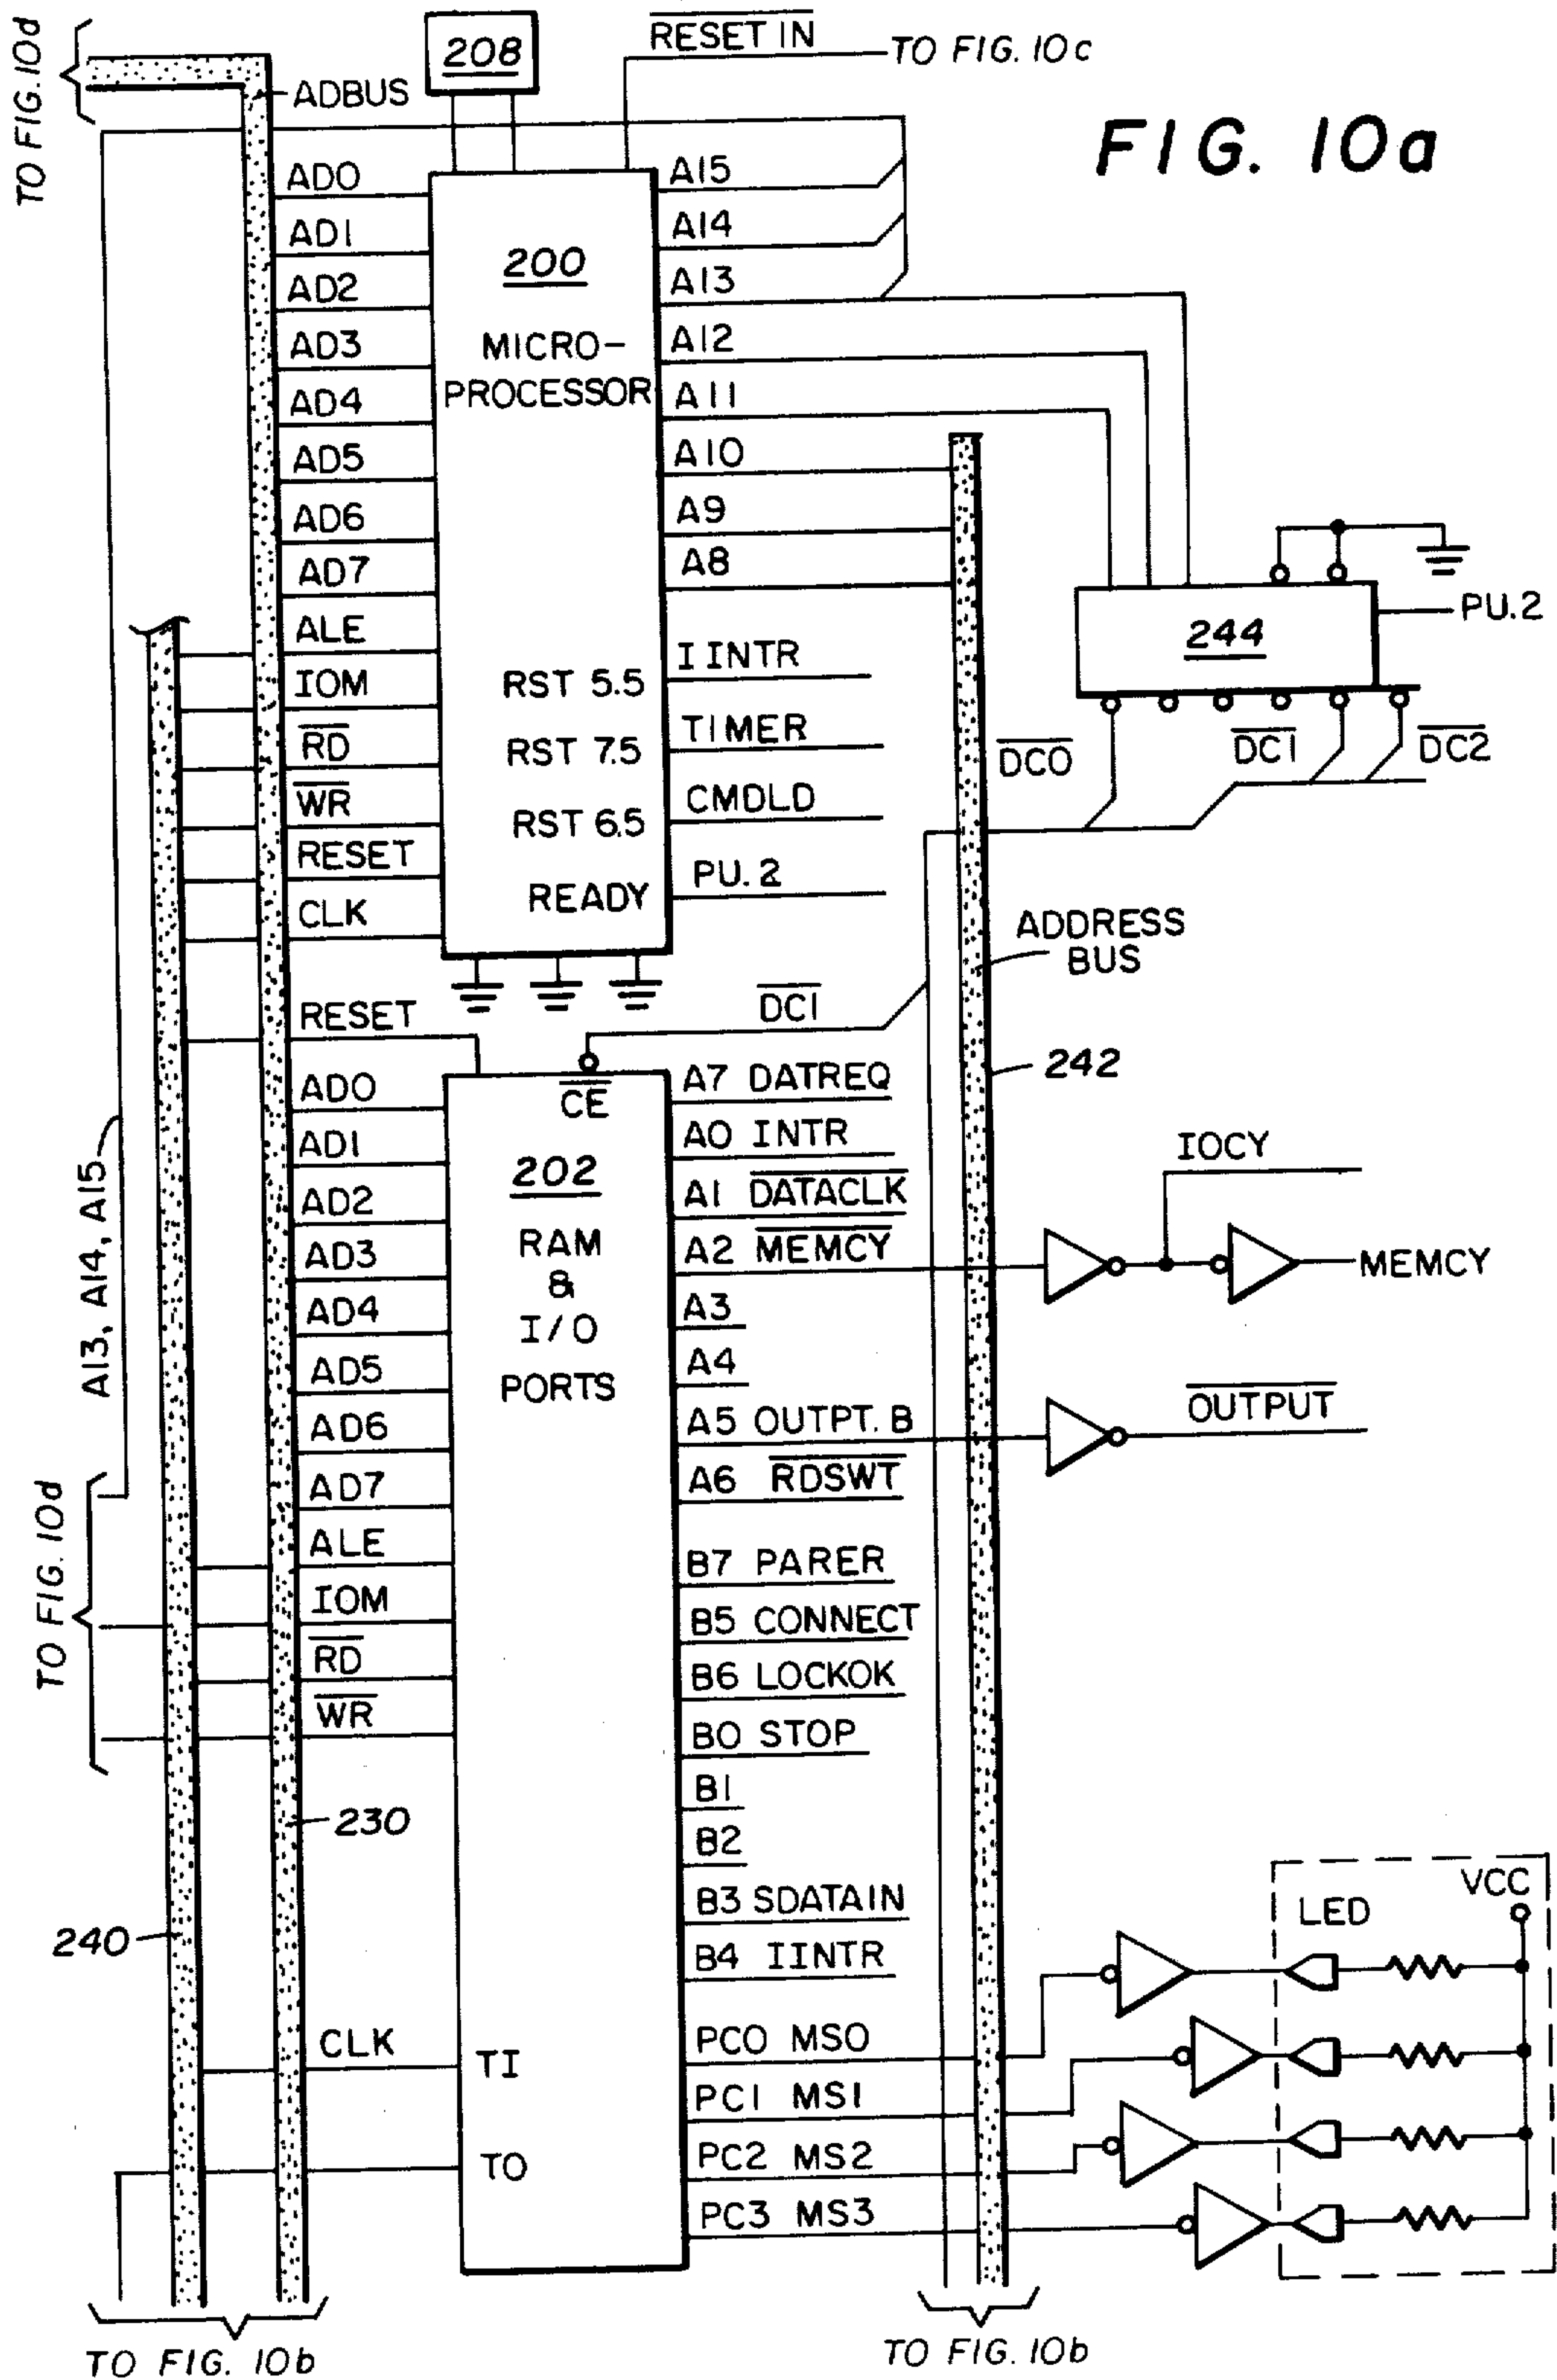 TO FIG. 10d
208
RESET IN
TO FIG. 10c
FIG. 10a
ADBUS
AD0
AD1
AD2
AD3
AD4
AD5
AD6
AD7
ALE
IOM
RD
WR
RESET
CLK
200
MICRO-
PROCESSOR
RST 5.5
RST 7.5
RST 6.5
READY
A15
A14
A13
A12
A11
A10
A9
A8
I INTR
TIMER
CMDLD
PU.2
244
PU.2
DC0
DC1
DC2
ADDRESS
BUS
242
DC1
RESET
AD0
AD1
AD2
AD3
AD4
AD5
AD6
AD7
ALE
IOM
RD
WR
CLK
CE
202
RAM
&
I/O
PORTS
TI
TO
A7 DATREQ
A0 INTR
A1 DATACLK
A2 MEMCY
A3
A4
A5 OUTPT. B
A6 RDSWT
B7 PARER
B5 CONNECT
B6 LOCKOK
B0 STOP
B1
B2
B3 SDATAIN
B4 IINTR
PC0 MS0
PC1 MS1
PC2 MS2
PC3 MS3
IOCY
MEMCY
OUTPUT
VCC
LED
A13, A14, A15
TO FIG. 10d
230
240
TO FIG. 10b
TO FIG. 10b